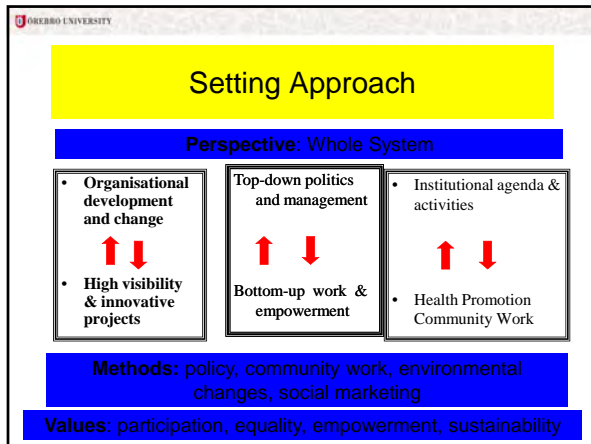 ÖREBRO UNIVERSITY
Setting Approach
Perspective: Whole System
• Organisational
development
and change
• High visibility
& innovative
projects
Top-down politics
and management
Bottom-up work &
empowerment
• Institutional agenda &
activities
• Health Promotion
Community Work
Methods: policy, community work, environmental
changes, social marketing
Values: participation, equality, empowerment, sustainability